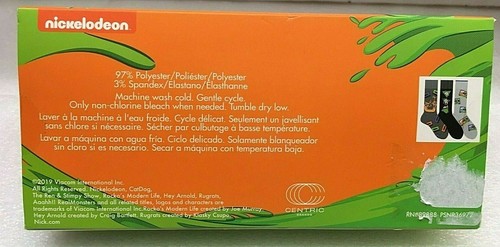 nickelodeon
97% Polyester/Poliéster/Polyester
3% Spandex/Elastano/Elasthanne
Machine wash cold. Gentle cycle.
Only non-chlorine bleach when needed. Tumble dry low.
Laver à la machine à l'eau froide. Cycle délicat. Seulement un javellisant
sans chlore si nécessaire. Sécher par culbutage à basse température.
Lavar a máquina con agua fría. Ciclo delicado. Solamente blanqueador
sin cloro si es necesario. Secar a máquina con temperatura baja.
©2019 Viacom International Inc.
All Rights Reserved. Nickelodeon, CatDog,
The Ren & Stimpy Show, Rocko's Modern Life, Hey Arnold, Rugrats,
Aaahh!! RealMonsters and all related titles, logos and characters are
trademarks of Viacom International Inc. Rocko's Modern Life created by Joe Murray
Hey Arnold created by Craig Bartlett. Rugrats created by Klasky Csupo.
Nick.com
CENTRIC